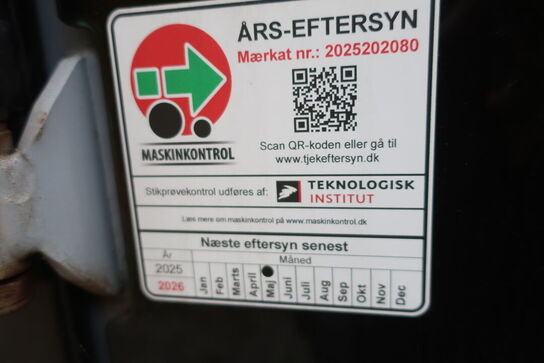 ÅRS-EFTERSYN
Mærkat nr.: 2025202080
MASKINKONTROL
Scan QR-koden eller gå til
www.tjekeftersyn.dk
Stikprøvekontrol udføres af: TEKNOLOGISK
INSTITUT
Læs mere om maskinkontrol på www.maskinkontrol.dk
Næste eftersyn senest
År Måned
2025
2026 Jan Feb Marts April Maj Juni Juli Aug Sep Okt Nov Dec